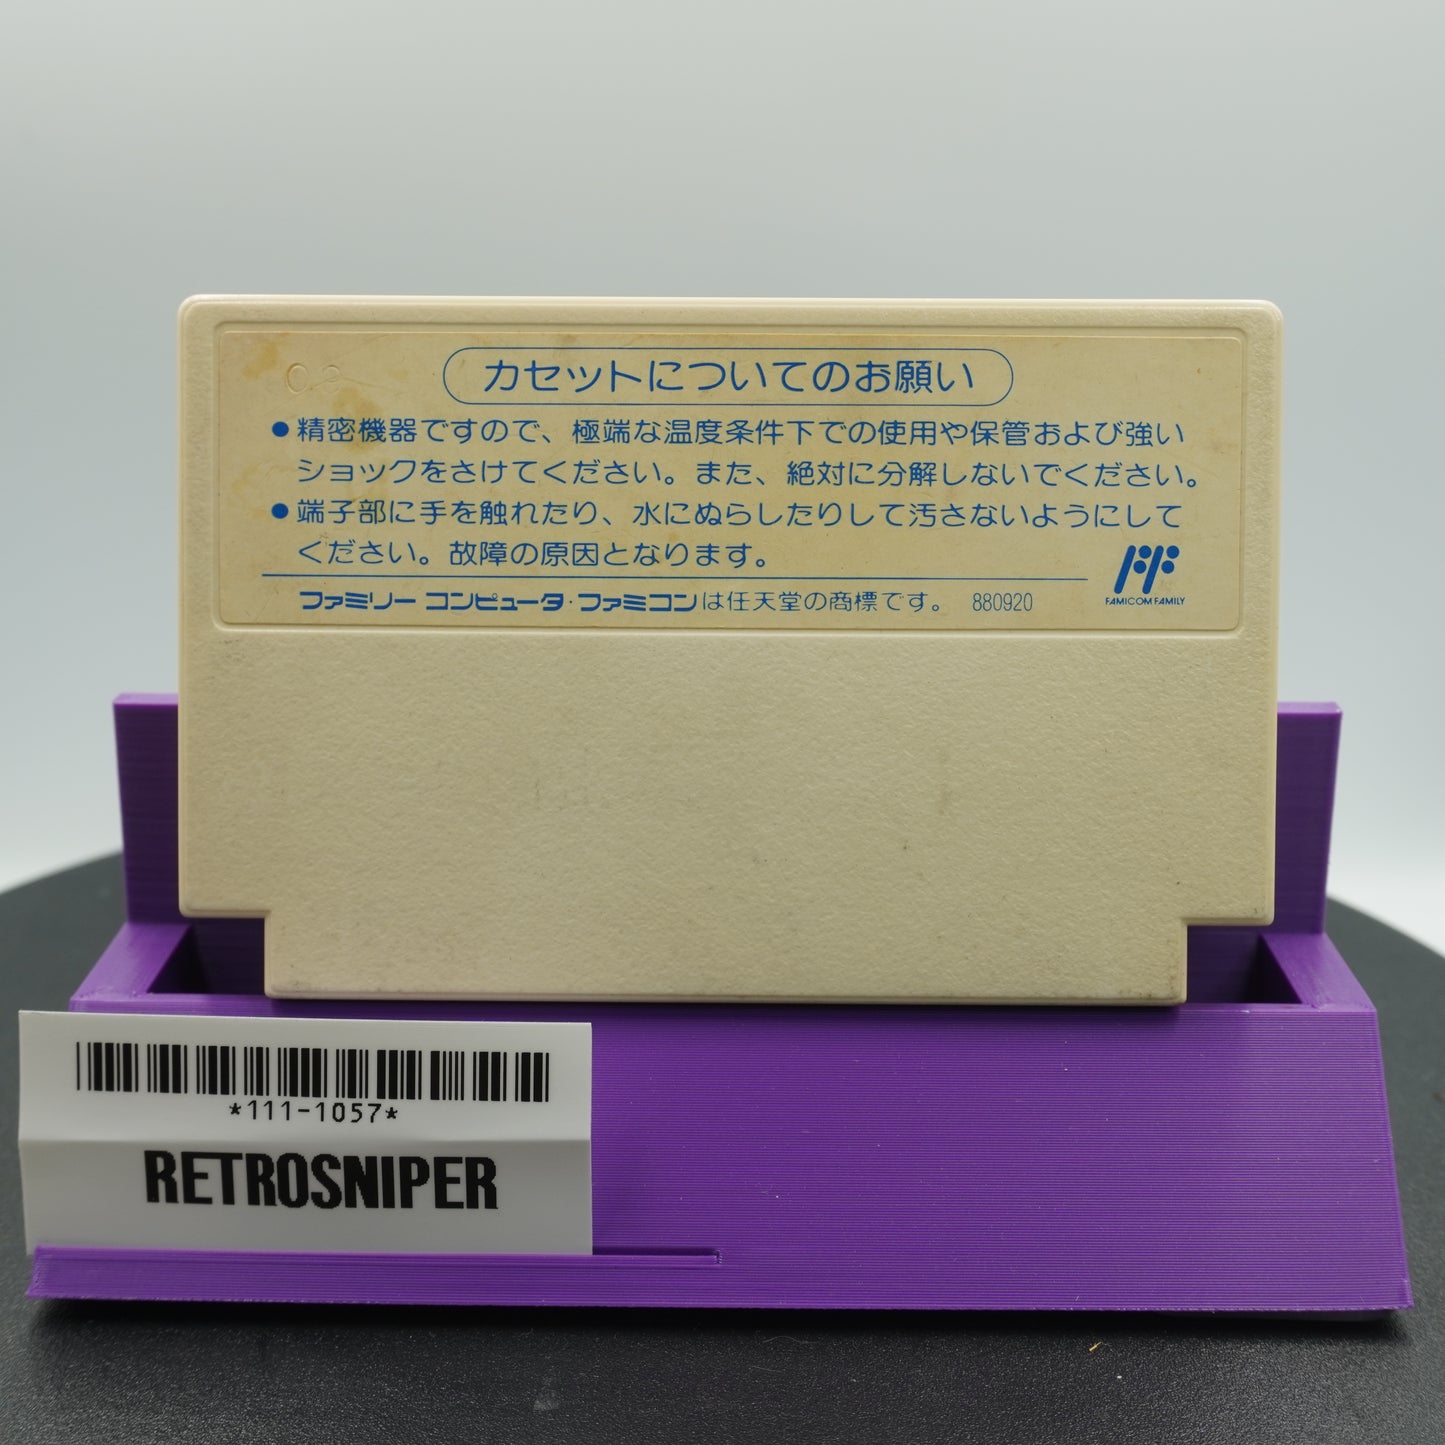 02
カセットについてのお願い
●精密機器ですので、極端な温度条件下での使用や保管および強い
ショックをさけてください。また、絶対に分解しないでください。
●端子部に手を触れたり、水にぬらしたりして汚さないようにして
ください。故障の原因となります。
FAMICOM FAMILY
ファミリー コンピュータ・ファミコンは任天堂の商標です。 880920
*111-1057*
RETROSNIPER